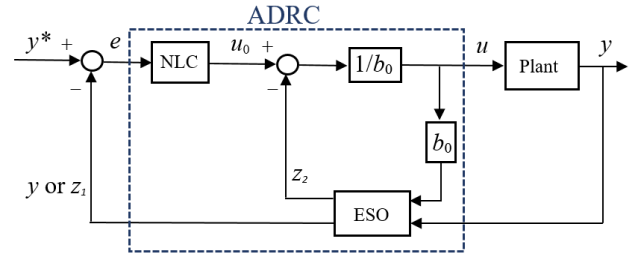 ADRC
y* + e NLC u₀ + 1/b₀ u Plant y
− −
b₀
y or z₁ z₂
ESO